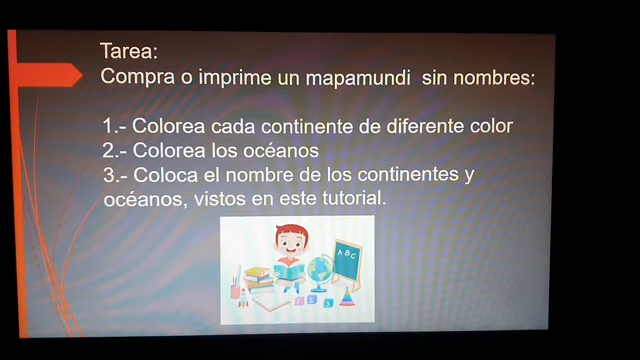 Tarea:
Compra o imprime un mapamundi sin nombres:
1.- Colorea cada continente de diferente color
2.- Colorea los océanos
3.- Coloca el nombre de los continentes y
océanos, vistos en este tutorial.
A B C